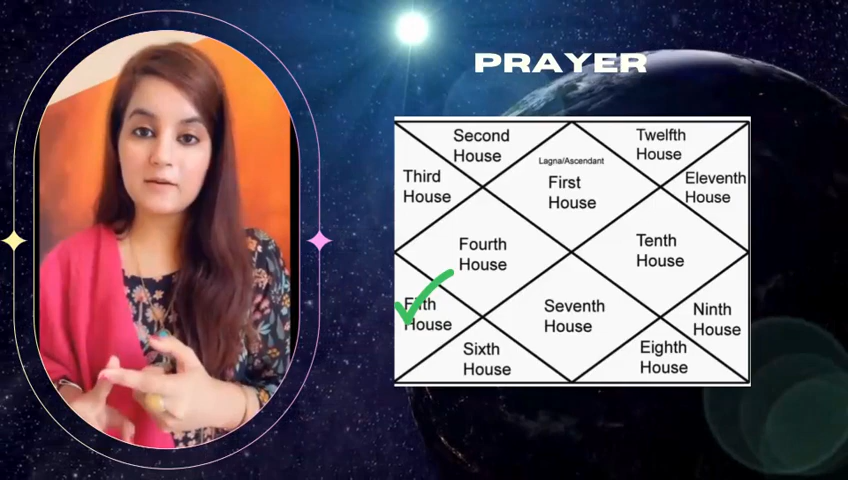 PRAYER
Second
House
Twelfth
House
Lagna/Ascendant
First
House
Third
House
Eleventh
House
Fourth
House
Tenth
House
Fifth
House
Seventh
House
Ninth
House
Sixth
House
Eighth
House